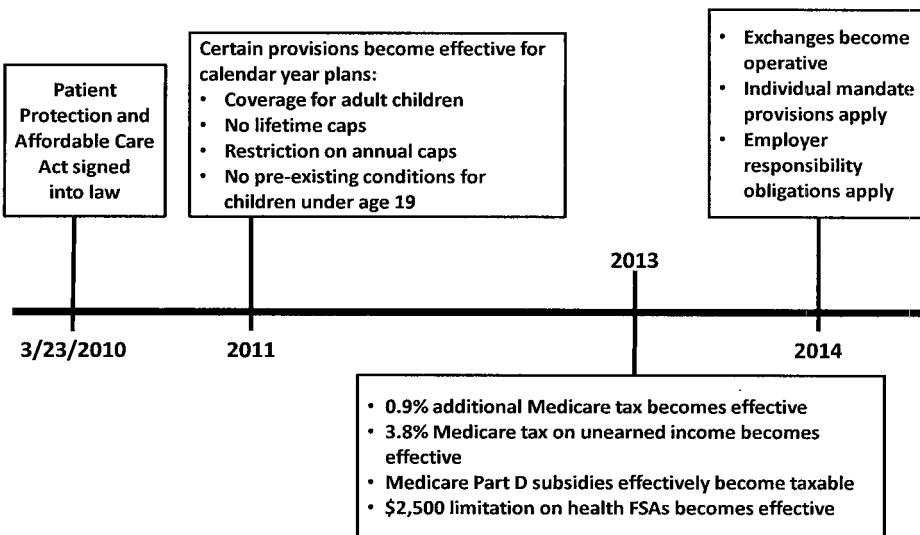 Patient
Protection and
Affordable Care
Act signed
into law
3/23/2010
Certain provisions become effective for
calendar year plans:
• Coverage for adult children
• No lifetime caps
• Restriction on annual caps
• No pre-existing conditions for
children under age 19
2011
2013
• 0.9% additional Medicare tax becomes effective
• 3.8% Medicare tax on unearned income becomes
effective
• Medicare Part D subsidies effectively become taxable
• $2,500 limitation on health FSAs becomes effective
• Exchanges become
operative
• Individual mandate
provisions apply
• Employer
responsibility
obligations apply
2014